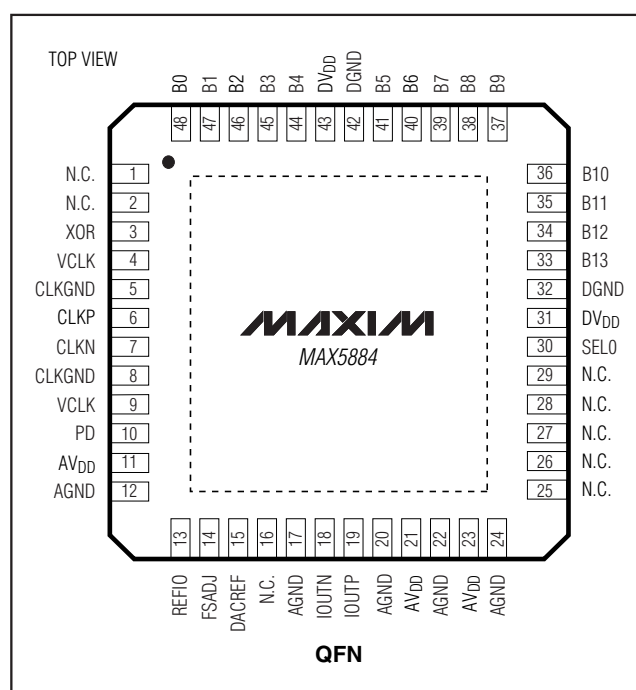 TOP VIEW
B0 B1 B2 B3 B4 DVDD DGND B5 B6 B7 B8 B9
48 47 46 45 44 43 42 41 40 39 38 37
N.C. 1
N.C. 2
XOR 3
VCLK 4
CLKGND 5
CLKP 6
CLKN 7
CLKGND 8
VCLK 9
PD 10
AVDD 11
AGND 12
MAXIM
MAX5884
36 B10
35 B11
34 B12
33 B13
32 DGND
31 DVDD
30 SEL0
29 N.C.
28 N.C.
27 N.C.
26 N.C.
25 N.C.
13 14 15 16 17 18 19 20 21 22 23 24
REFIO FSADJ DACREF N.C. AGND IOUTN IOUTP AGND AVDD AGND AVDD AGND
QFN